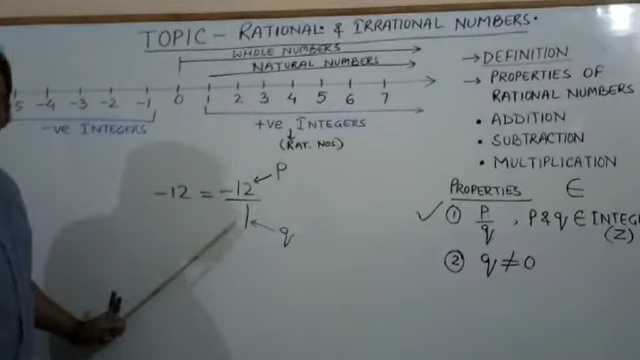 TOPIC - RATIONAL & IRRATIONAL NUMBERS.
WHOLE NUMBERS
NATURAL NUMBERS
5 -4 -3 -2 -1 0 1 2 3 4 5 6 7
-ve INTEGERS
+ve INTEGERS
(RAT. NOS)
-12 = -12/1
P
q
→ DEFINITION
→ PROPERTIES OF
RATIONAL NUMBERS
• ADDITION
• SUBTRACTION
• MULTIPLICATION
PROPERTIES ∈
✓ ① P/q , P & q ∈ INTEG
(Z)
② q ≠ 0